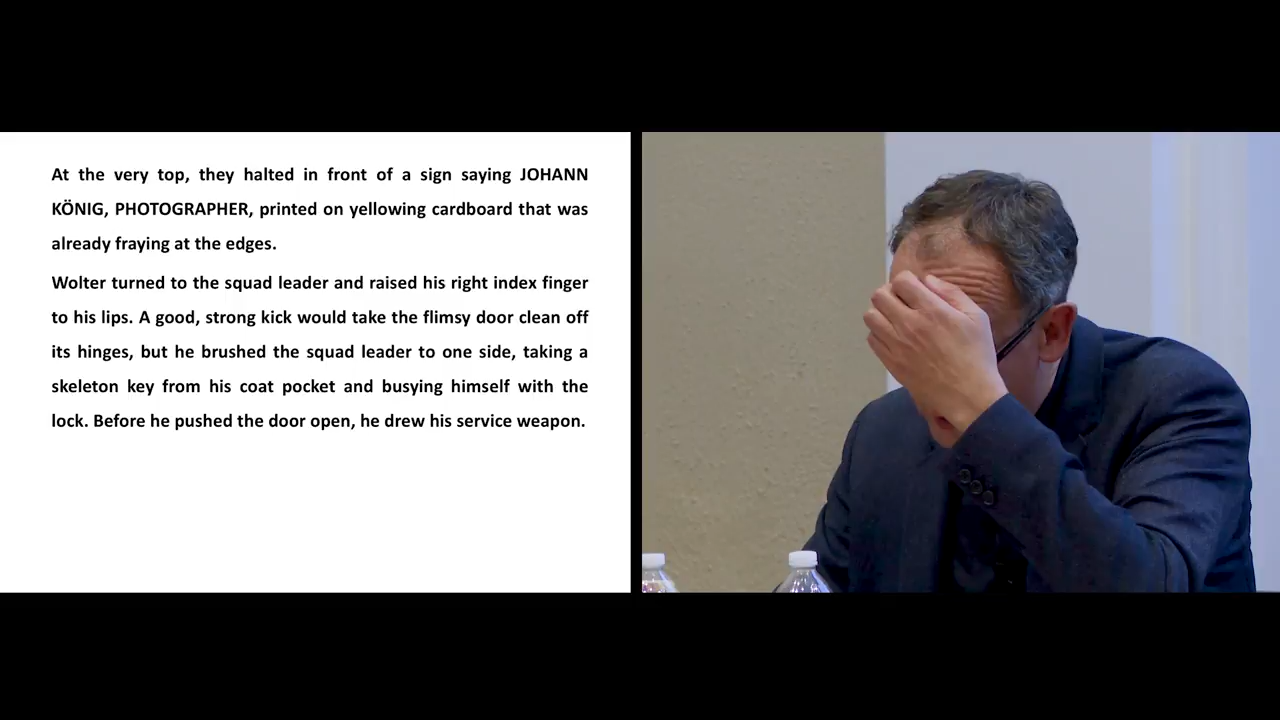 At the very top, they halted in front of a sign saying JOHANN
KÖNIG, PHOTOGRAPHER, printed on yellowing cardboard that was
already fraying at the edges.
Wolter turned to the squad leader and raised his right index finger
to his lips. A good, strong kick would take the flimsy door clean off
its hinges, but he brushed the squad leader to one side, taking a
skeleton key from his coat pocket and busying himself with the
lock. Before he pushed the door open, he drew his service weapon.